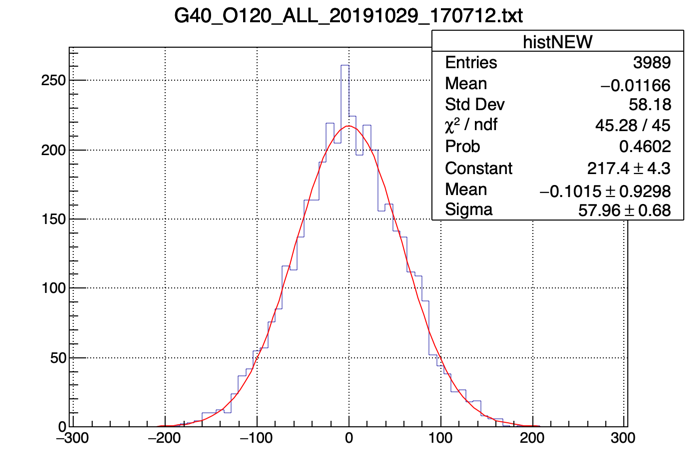 G40_O120_ALL_20191029_170712.txt
histNEW
Entries 3989
Mean −0.01166
Std Dev 58.18
χ² / ndf 45.28 / 45
Prob 0.4602
Constant 217.4 ± 4.3
Mean −0.1015 ± 0.9298
Sigma 57.96 ± 0.68
250
200
150
100
50
0
−300 −200 −100 0 100 200 300